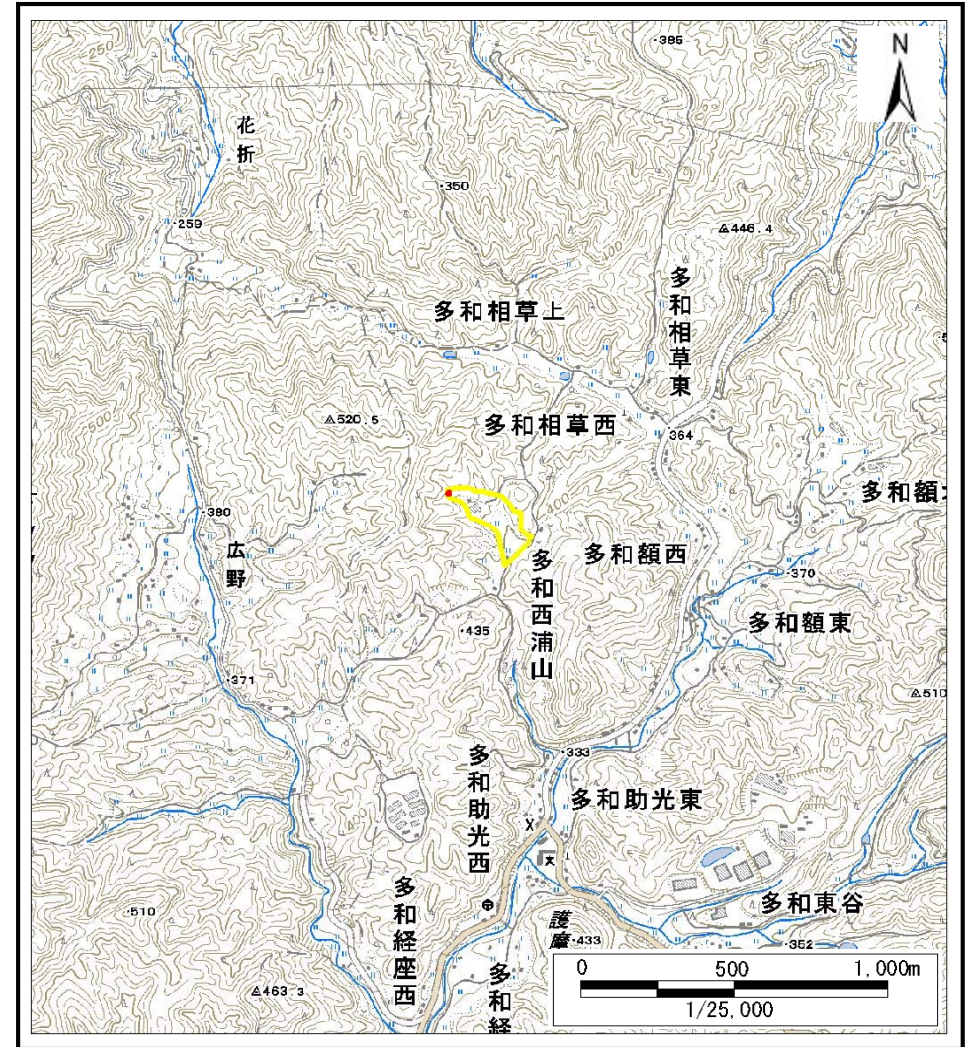 ・385
N
花折
・350
・259
△446.4
多和相草上
多和相草東
△520.5
多和相草西
・364
多和額
・380
広野
多和額西
・370
多和西浦山
多和額東
・435
・371
△510
・333
多和助光西
多和助光東
多和経座西
・510
多和東谷
護摩
・433
・352
多和経
△463.3
0 500 1,000m
1/25,000